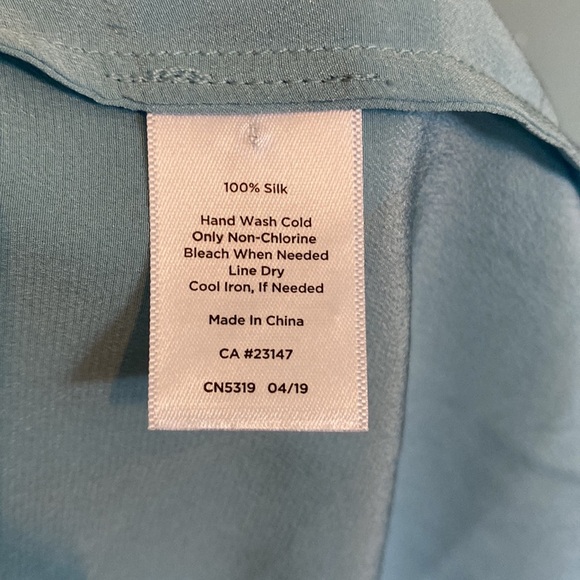 100% Silk
Hand Wash Cold
Only Non-Chlorine
Bleach When Needed
Line Dry
Cool Iron, If Needed
Made In China
CA #23147
CN5319 04/19